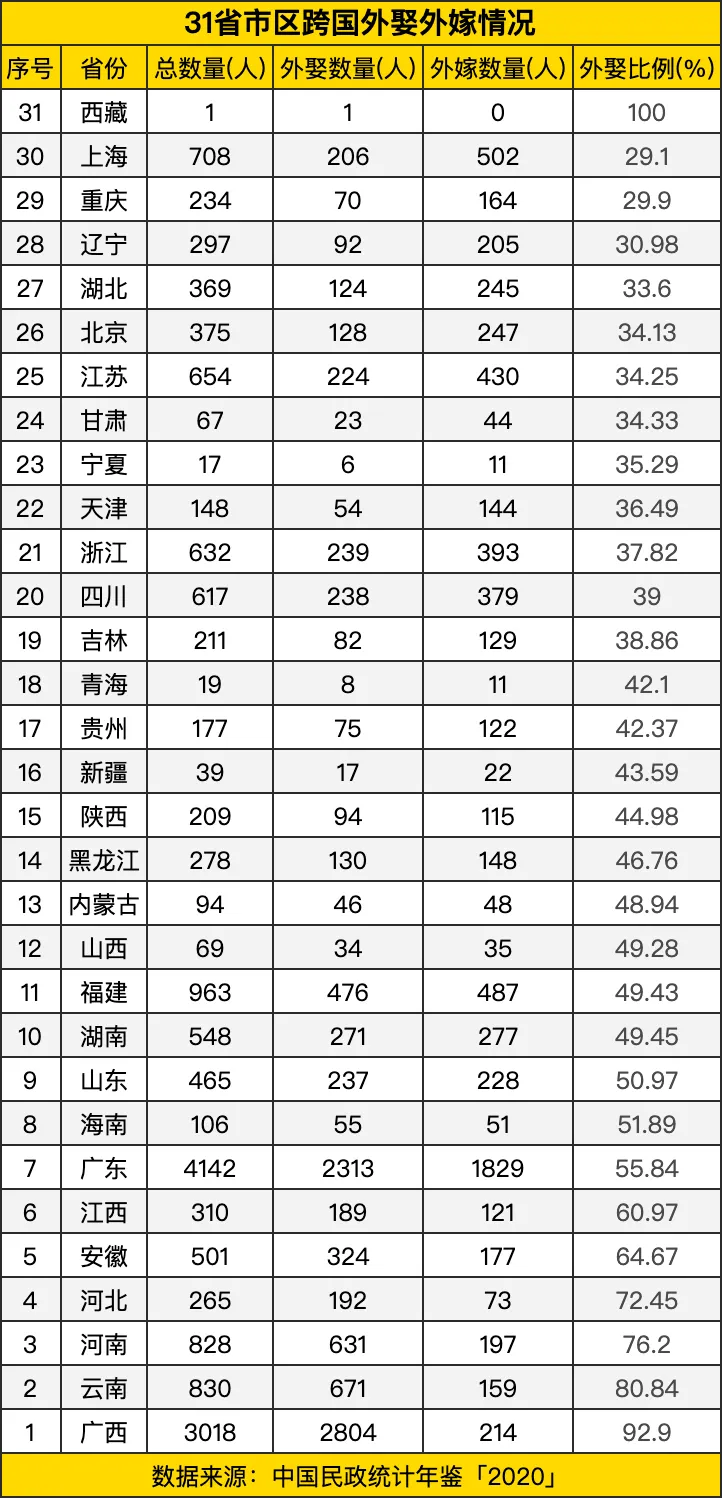 31省市区跨国外娶外嫁情况
序号 省份 总数量(人) 外娶数量(人) 外嫁数量(人) 外娶比例(%)
31 西藏 1 1 0 100
30 上海 708 206 502 29.1
29 重庆 234 70 164 29.9
28 辽宁 297 92 205 30.98
27 湖北 369 124 245 33.6
26 北京 375 128 247 34.13
25 江苏 654 224 430 34.25
24 甘肃 67 23 44 34.33
23 宁夏 17 6 11 35.29
22 天津 148 54 144 36.49
21 浙江 632 239 393 37.82
20 四川 617 238 379 39
19 吉林 211 82 129 38.86
18 青海 19 8 11 42.1
17 贵州 177 75 122 42.37
16 新疆 39 17 22 43.59
15 陕西 209 94 115 44.98
14 黑龙江 278 130 148 46.76
13 内蒙古 94 46 48 48.94
12 山西 69 34 35 49.28
11 福建 963 476 487 49.43
10 湖南 548 271 277 49.45
9 山东 465 237 228 50.97
8 海南 106 55 51 51.89
7 广东 4142 2313 1829 55.84
6 江西 310 189 121 60.97
5 安徽 501 324 177 64.67
4 河北 265 192 73 72.45
3 河南 828 631 197 76.2
2 云南 830 671 159 80.84
1 广西 3018 2804 214 92.9
数据来源：中国民政统计年鉴「2020」